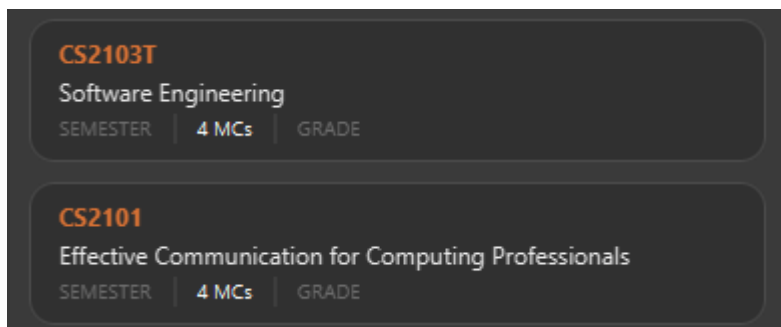 CS2103T
Software Engineering
SEMESTER 4 MCs GRADE
CS2101
Effective Communication for Computing Professionals
SEMESTER 4 MCs GRADE